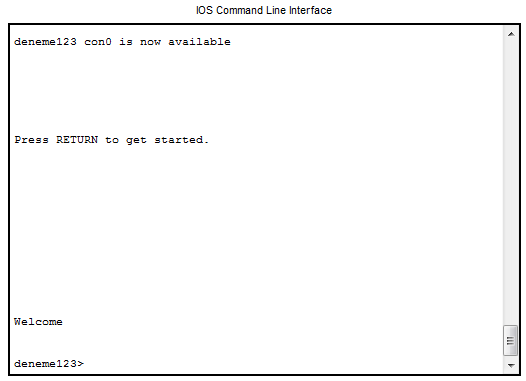 IOS Command Line Interface
deneme123 con0 is now available
Press RETURN to get started.
Welcome
deneme123>